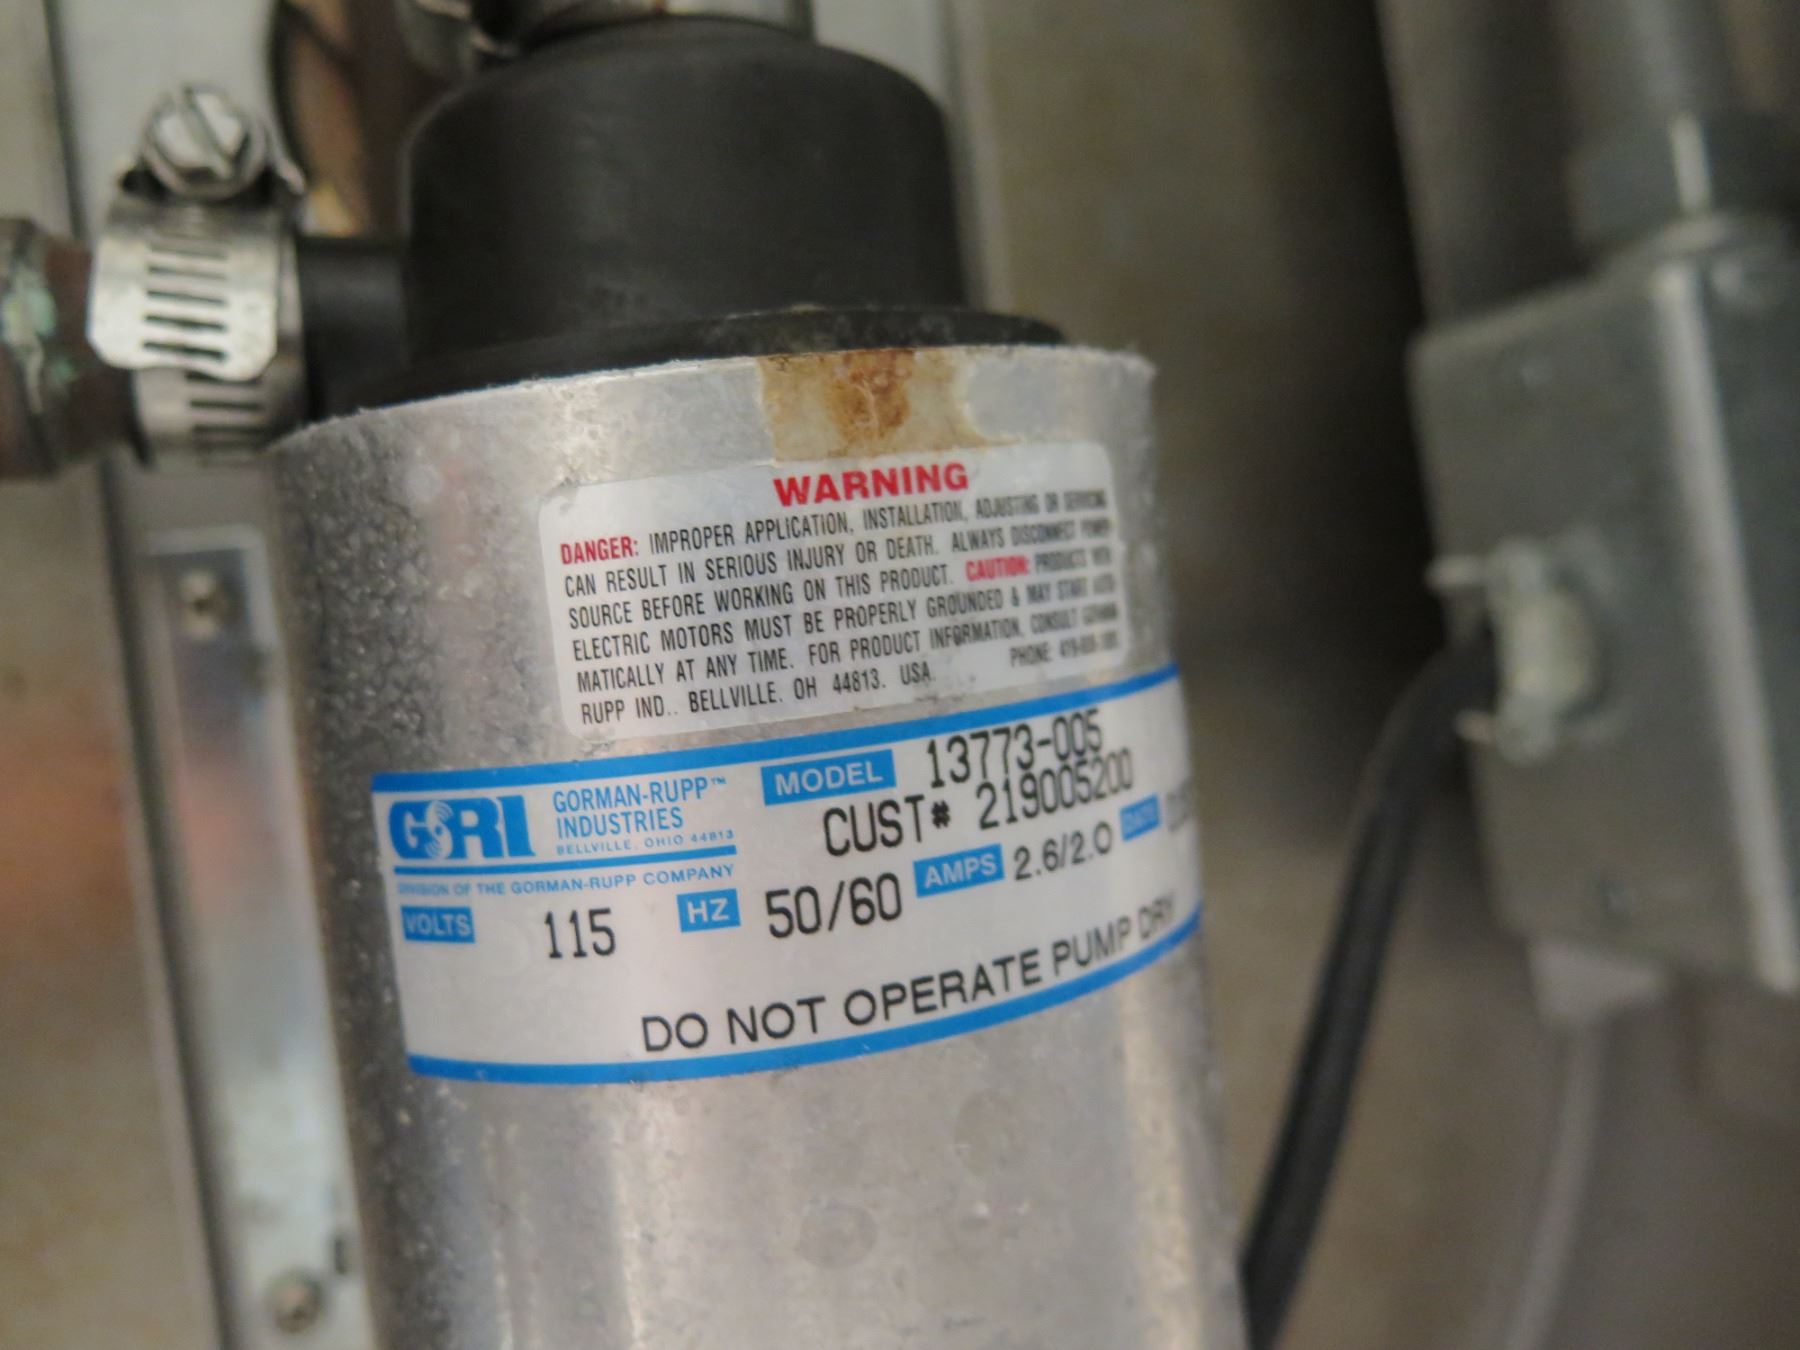 WARNING
DANGER: IMPROPER APPLICATION, INSTALLATION, ADJUSTING OR SERVICING
CAN RESULT IN SERIOUS INJURY OR DEATH. ALWAYS DISCONNECT POWER
SOURCE BEFORE WORKING ON THIS PRODUCT. CAUTION: PRODUCTS WITH
ELECTRIC MOTORS MUST BE PROPERLY GROUNDED & MAY START AUTO-
MATICALLY AT ANY TIME. FOR PRODUCT INFORMATION, CONSULT GORMAN
RUPP IND.. BELLVILLE, OH 44813. USA. PHONE:
GRI GORMAN-RUPP™ INDUSTRIES
BELLVILLE, OHIO 44813
DIVISION OF THE GORMAN-RUPP COMPANY
MODEL 13773-005
CUST# 219005200
VOLTS 115 HZ 50/60 AMPS 2.6/2.0 DATE
DO NOT OPERATE PUMP DRY